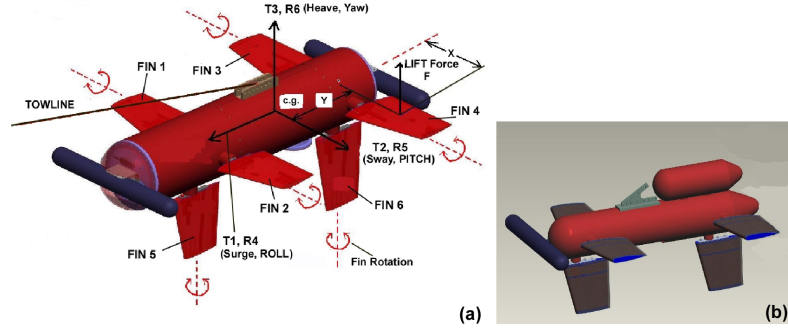 T3, R6 (Heave, Yaw)
FIN 1
FIN 3
X
LIFT Force
F
TOWLINE
c.g.
Y
FIN 4
T2, R5
(Sway, PITCH)
FIN 2
FIN 6
T1, R4
(Surge, ROLL)
FIN 5
Fin Rotation
(a)
(b)